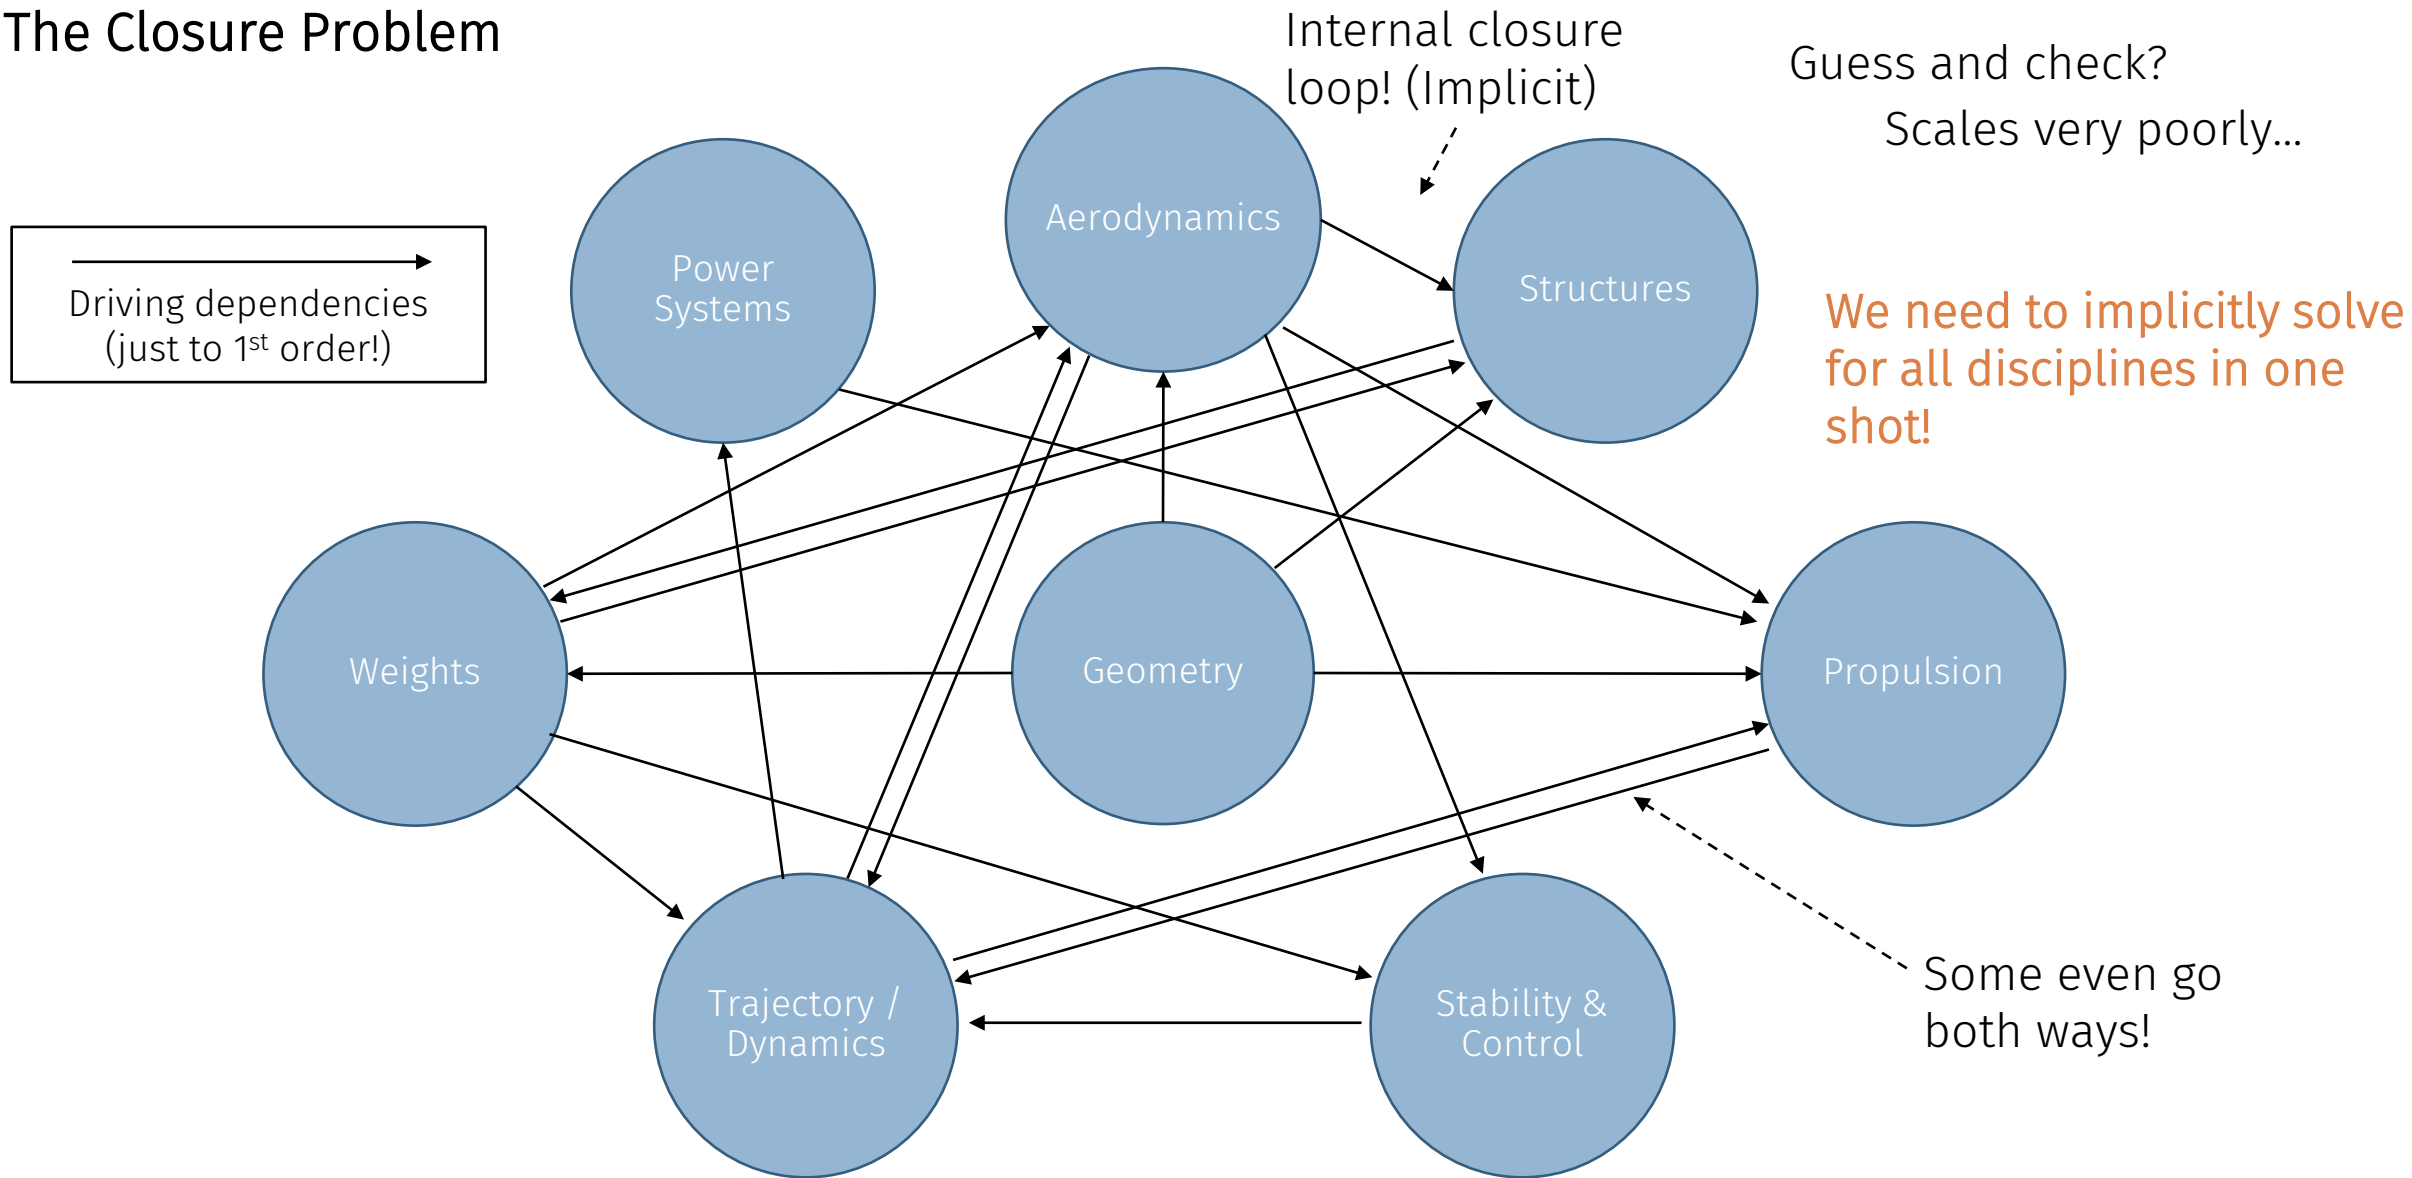 The Closure Problem
Internal closure
loop! (Implicit)
Guess and check?
Scales very poorly...
Driving dependencies
(just to 1st order!)
Power
Systems
Aerodynamics
Structures
We need to implicitly solve
for all disciplines in one
shot!
Weights
Geometry
Propulsion
Trajectory /
Dynamics
Stability &
Control
Some even go
both ways!